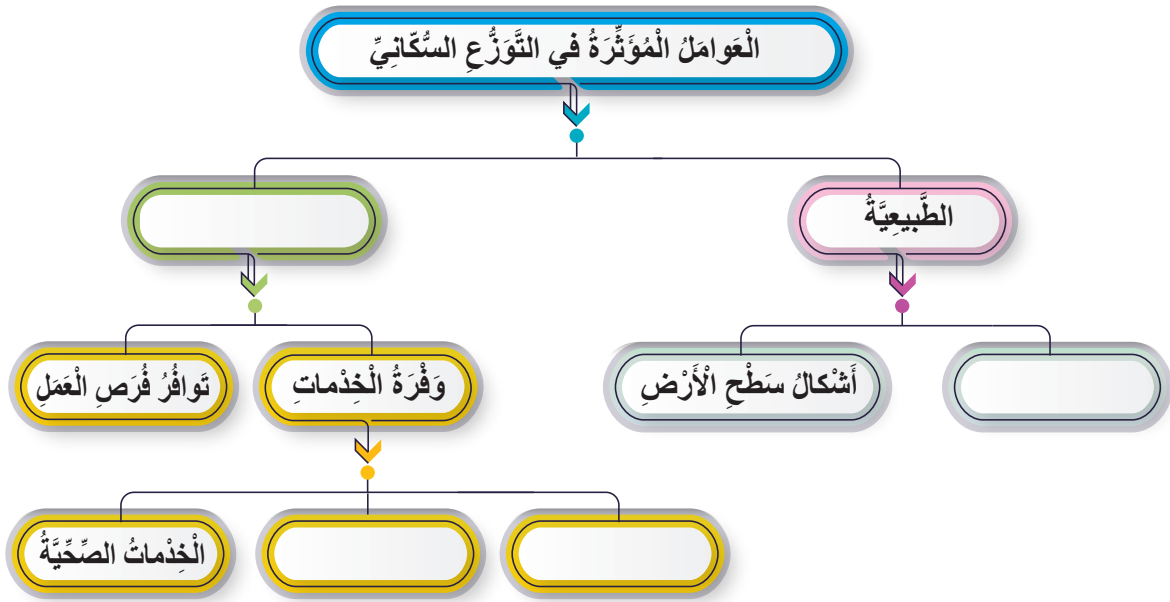 الْعَوامَلُ الْمُؤَثِّرَةُ في التَّوَزُّعِ السُّكّانِيِّ
الطَّبيعِيَّةُ
أَشْكالُ سَطْحِ الْأَرْضِ
وَفْرَةُ الْخِدْماتِ
تَوافُرُ فُرَصِ الْعَمَلِ
الْخِدْماتُ الصِّحِّيَّةُ